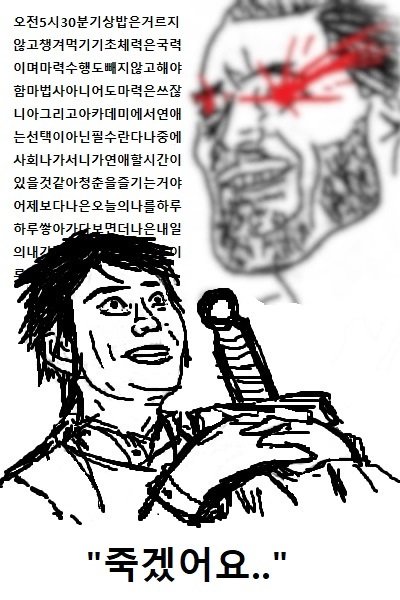 오전5시30분기상밥은거르지
않고챙겨먹기기초체력은국력
이며마력수행도빼지않고해야
함마법사아니어도마력은쓰잖
니아그리고아카데미에서연애
는선택이아닌필수란다나중에
사회나가서니가연애할시간이
있을것같아청춘을즐기는거야
어제보다나은오늘의나를하루
하루쌓아가다보면더나은내일
의내가
"죽겠어요.."